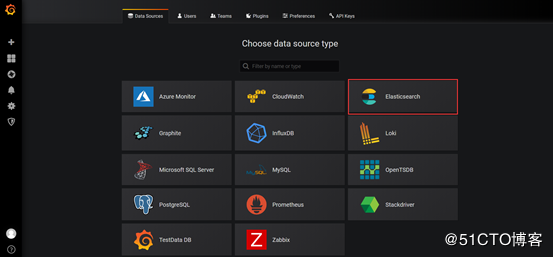 Data Sources Users Teams Plugins Preferences API Keys
Choose data source type
Filter by name or type
Azure Monitor CloudWatch Elasticsearch
Graphite InfluxDB Loki
Microsoft SQL Server MySQL MySQL OpenTSDB
PostgreSQL Prometheus Stackdriver
TestData DB Z Zabbix
@51CTO博客